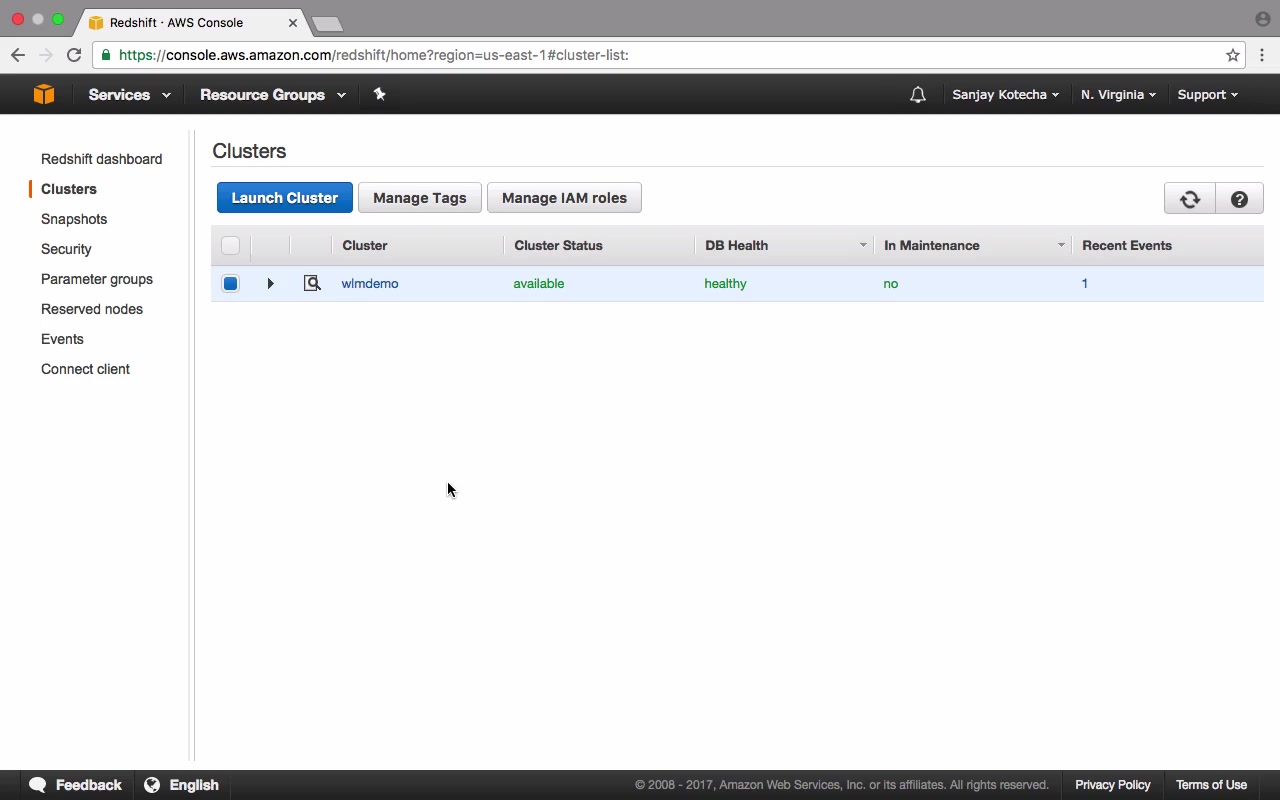 Redshift · AWS Console
https://console.aws.amazon.com/redshift/home?region=us-east-1#cluster-list:
Services Resource Groups Sanjay Kotecha N. Virginia Support
Redshift dashboard
Clusters
Snapshots
Security
Parameter groups
Reserved nodes
Events
Connect client
Clusters
Launch Cluster Manage Tags Manage IAM roles
Cluster Cluster Status DB Health In Maintenance Recent Events
wlmdemo available healthy no 1
Feedback English © 2008 - 2017, Amazon Web Services, Inc. or its affiliates. All rights reserved. Privacy Policy Terms of Use